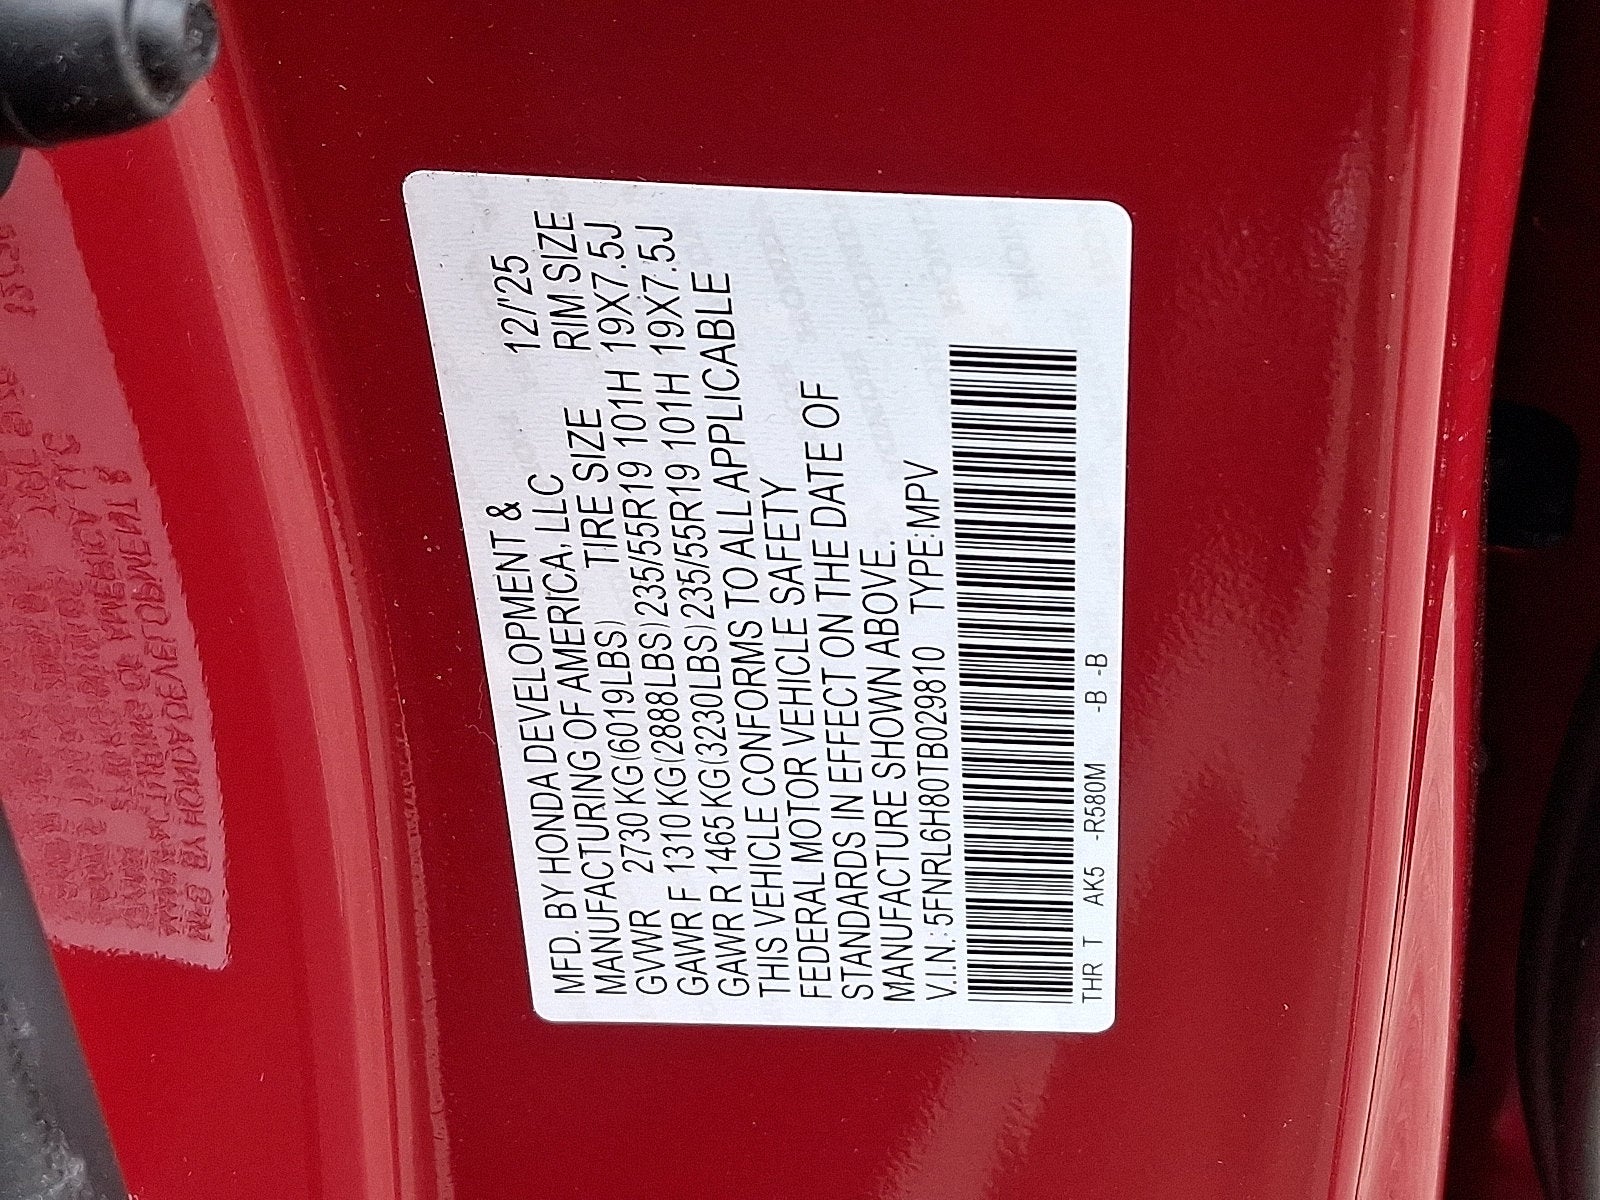 MFD. BY HONDA DEVELOPMENT & 12/'25
MANUFACTURING OF AMERICA, LLC RIM SIZE
GVWR 2730 KG(6019LBS) TIRE SIZE 19X7.5J
GAWR F 1310 KG(2888LBS) 235/55R19 101H 19X7.5J
GAWR R 1465 KG(3230LBS) 235/55R19 101H
THIS VEHICLE CONFORMS TO ALL APPLICABLE
FEDERAL MOTOR VEHICLE SAFETY
STANDARDS IN EFFECT ON THE DATE OF
MANUFACTURE SHOWN ABOVE.
V.I.N.: 5FNRL6H80TB029810 TYPE:MPV
THR T AK5 -R580M -B -B